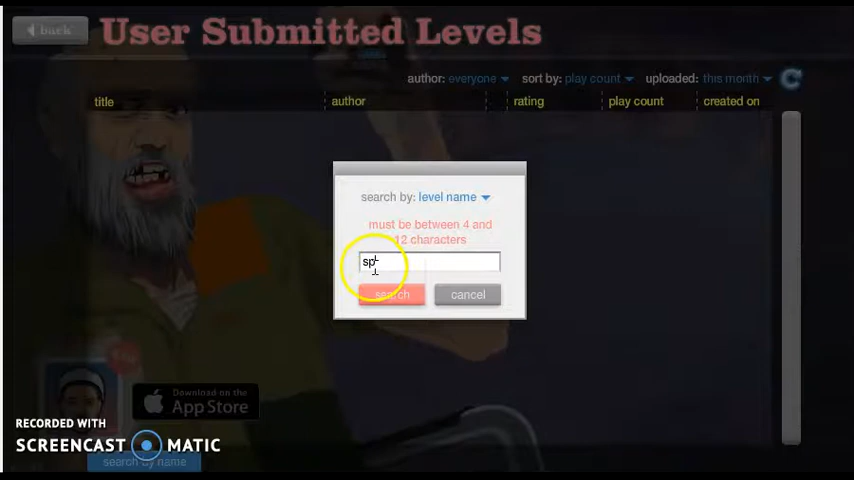 back
User Submitted Levels
author: everyone sort by: play count uploaded: this month
title author rating play count created on
search by: level name
must be between 4 and
12 characters
sp
search cancel
Download on the
App Store
RECORDED WITH
SCREENCAST MATIC
search by name